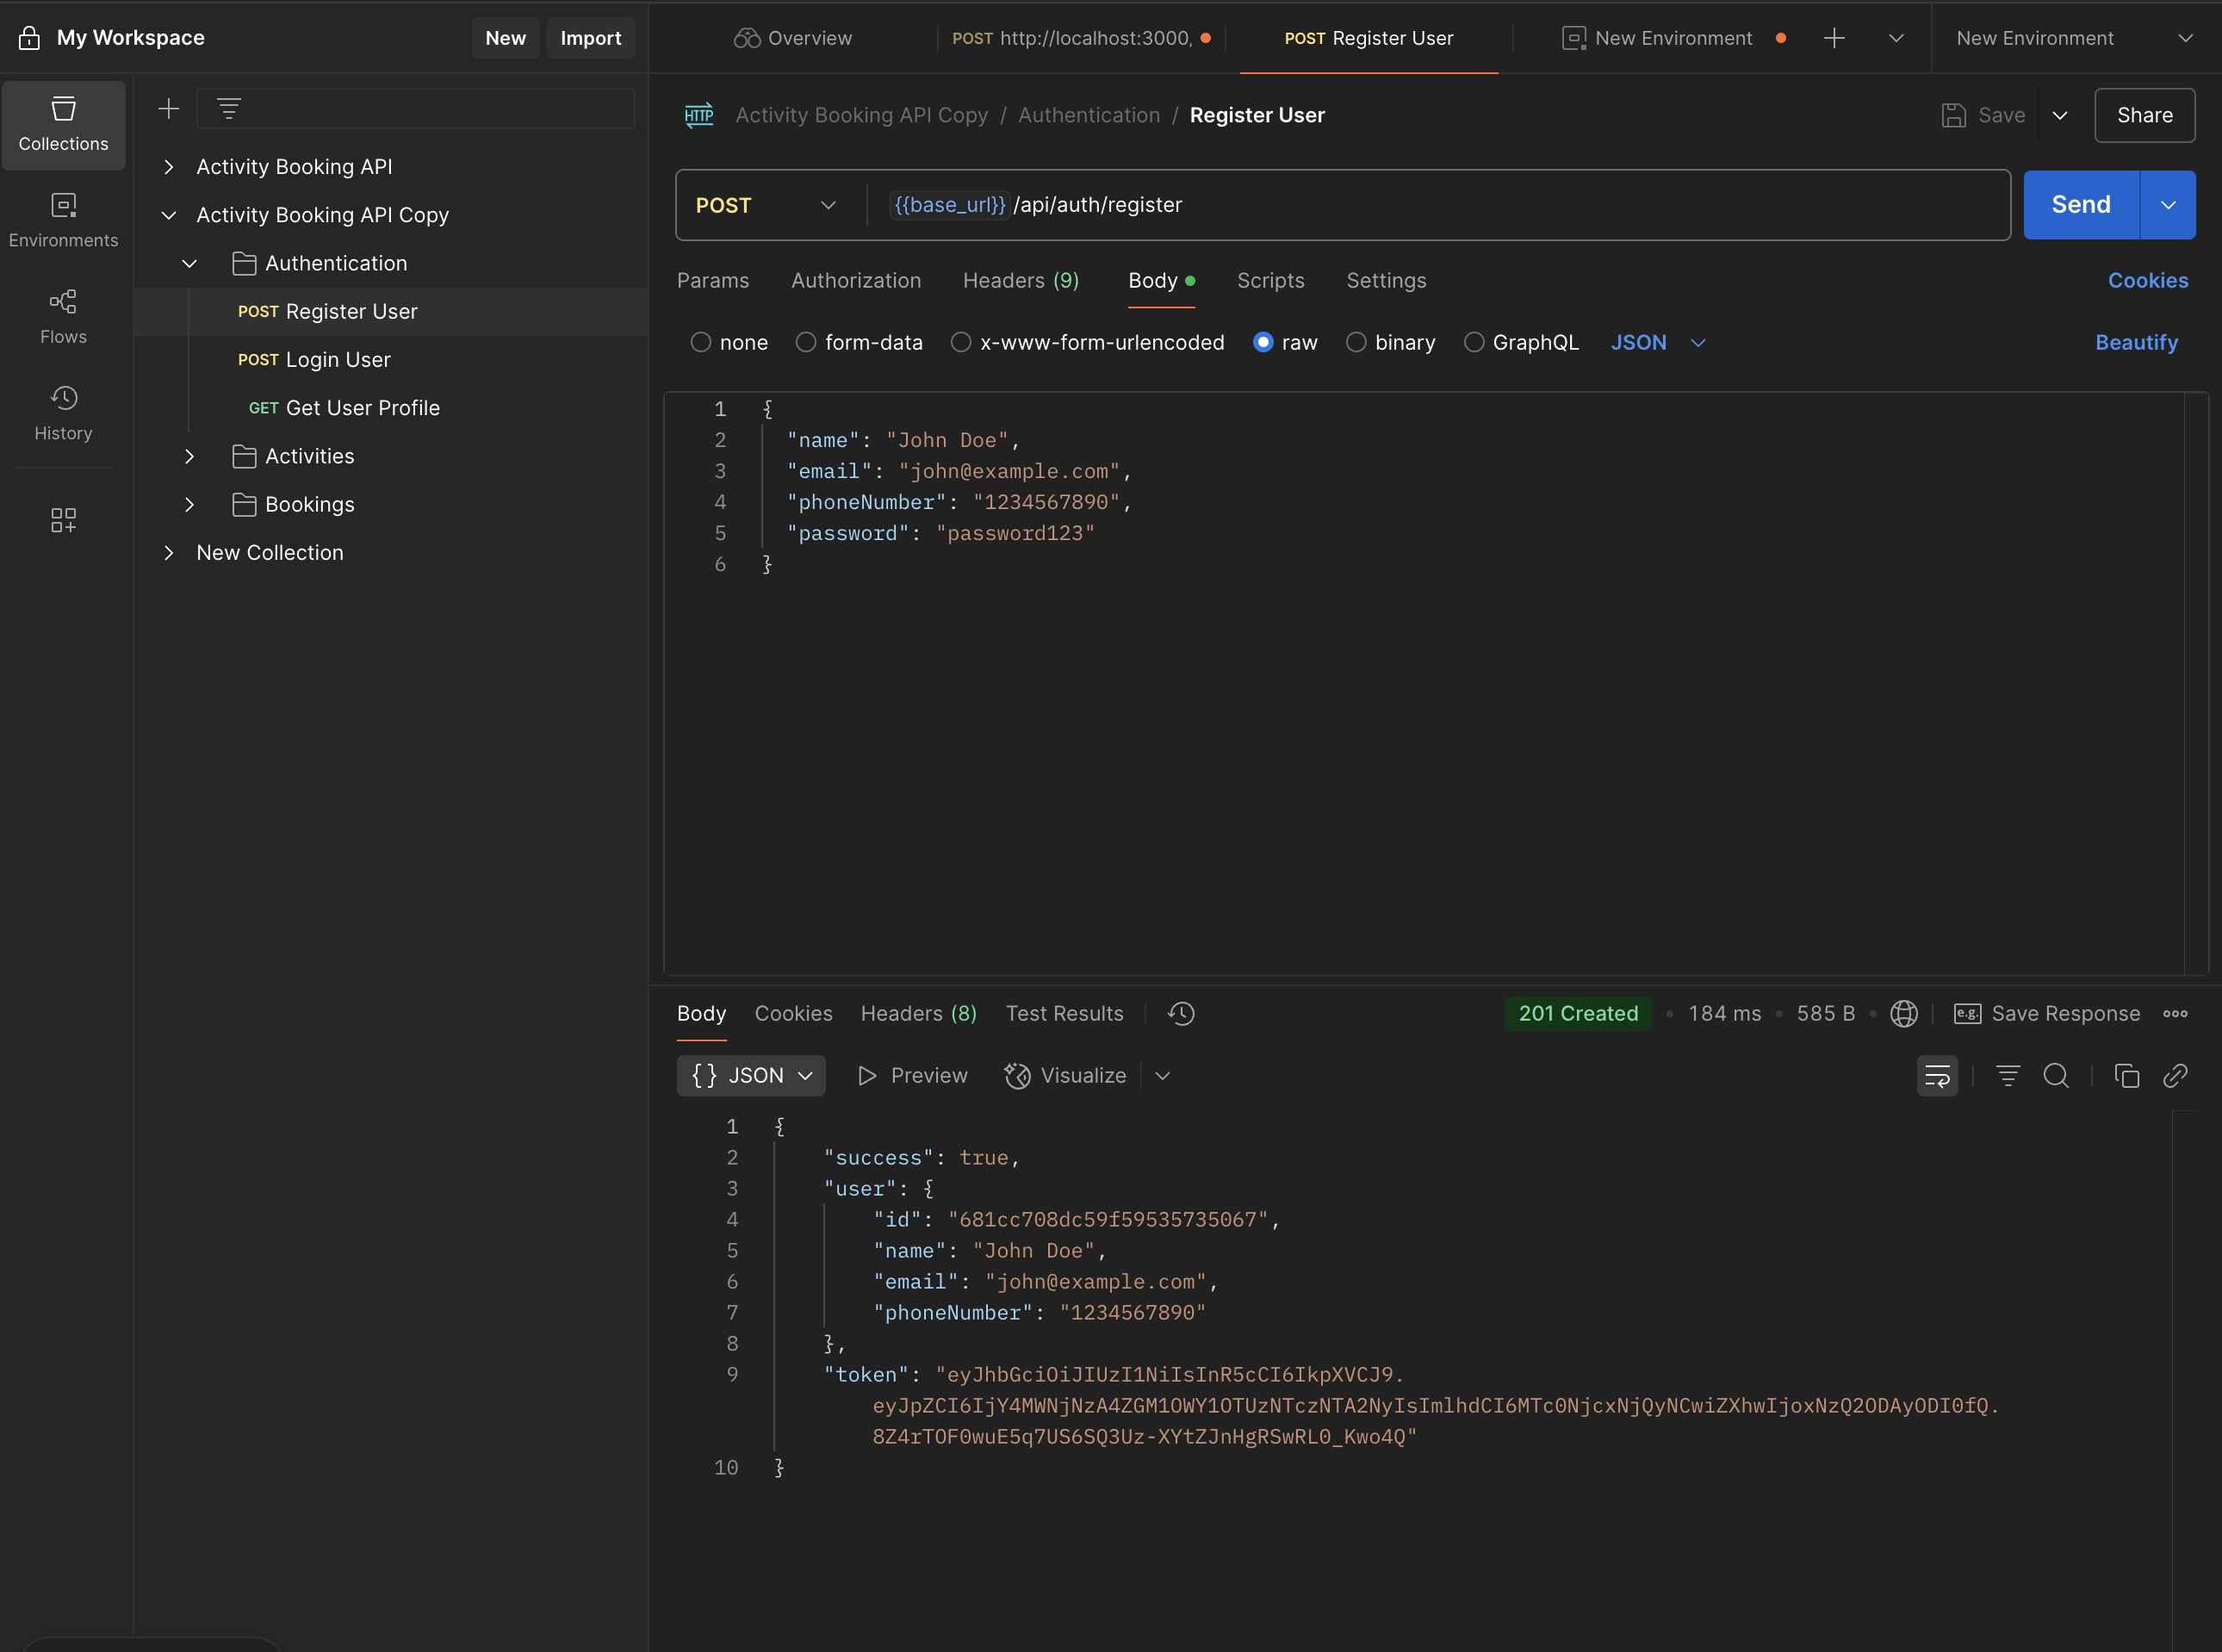 My Workspace
New
Import
Overview
POST http://localhost:3000,
POST Register User
New Environment
New Environment
Collections
Environments
Flows
History
Activity Booking API
Activity Booking API Copy
Authentication
POST Register User
POST Login User
GET Get User Profile
Activities
Bookings
New Collection
HTTP Activity Booking API Copy / Authentication / Register User
Save
Share
POST
{{base_url}} /api/auth/register
Send
Params
Authorization
Headers (9)
Body
Scripts
Settings
Cookies
none
form-data
x-www-form-urlencoded
raw
binary
GraphQL
JSON
Beautify
1 {
2 "name": "John Doe",
3 "email": "john@example.com",
4 "phoneNumber": "1234567890",
5 "password": "password123"
6 }
Body
Cookies
Headers (8)
Test Results
201 Created
184 ms
585 B
e.g. Save Response
{} JSON
Preview
Visualize
1 {
2 "success": true,
3 "user": {
4 "id": "681cc708dc59f59535735067",
5 "name": "John Doe",
6 "email": "john@example.com",
7 "phoneNumber": "1234567890"
8 },
9 "token": "eyJhbGciOiJIUzI1NiIsInR5cCI6IkpXVCJ9.
eyJpZCI6IjY4MWNjNzA4ZGM1OWY1OTUzNTczNTA2NyIsImlhdCI6MTc0NjcxNjQyNCwiZXhwIjoxNzQ2ODAyODI0fQ.
8Z4rTOF0wuE5q7US6SQ3Uz-XYtZJnHgRSwRL0_Kwo4Q"
10 }